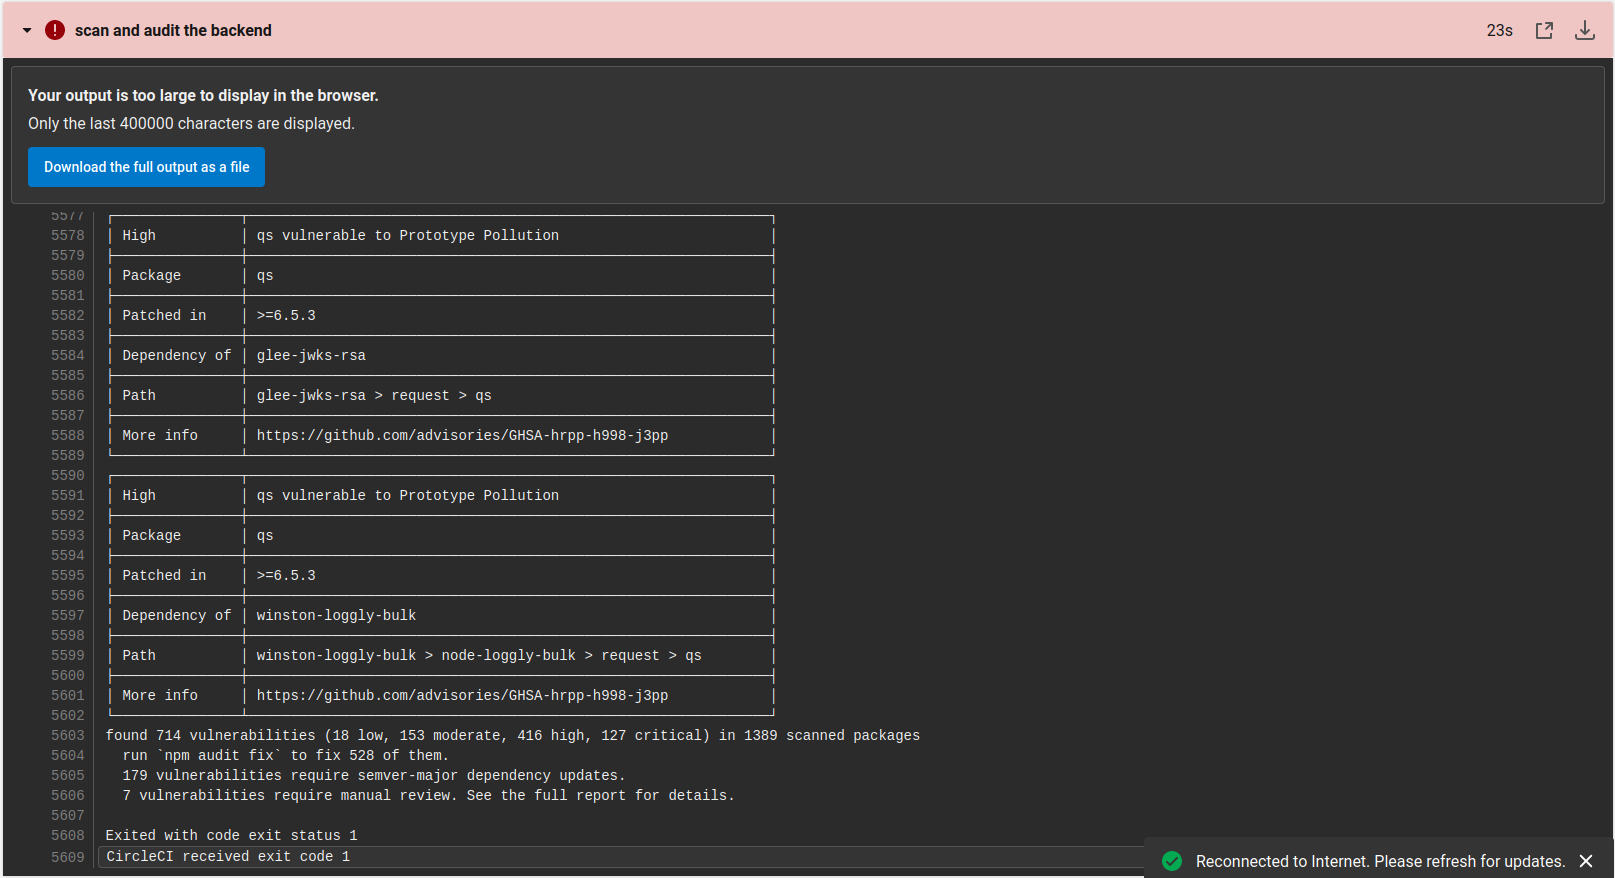 scan and audit the backend
23s
Your output is too large to display in the browser.
Only the last 400000 characters are displayed.
Download the full output as a file
5577
5578 High qs vulnerable to Prototype Pollution
5579
5580 Package qs
5581
5582 Patched in >=6.5.3
5583
5584 Dependency of glee-jwks-rsa
5585
5586 Path glee-jwks-rsa > request > qs
5587
5588 More info https://github.com/advisories/GHSA-hrpp-h998-j3pp
5589
5590
5591 High qs vulnerable to Prototype Pollution
5592
5593 Package qs
5594
5595 Patched in >=6.5.3
5596
5597 Dependency of winston-loggly-bulk
5598
5599 Path winston-loggly-bulk > node-loggly-bulk > request > qs
5600
5601 More info https://github.com/advisories/GHSA-hrpp-h998-j3pp
5602
5603 found 714 vulnerabilities (18 low, 153 moderate, 416 high, 127 critical) in 1389 scanned packages
5604 run `npm audit fix` to fix 528 of them.
5605 179 vulnerabilities require semver-major dependency updates.
5606 7 vulnerabilities require manual review. See the full report for details.
5607
5608 Exited with code exit status 1
5609 CircleCI received exit code 1
Reconnected to Internet. Please refresh for updates.